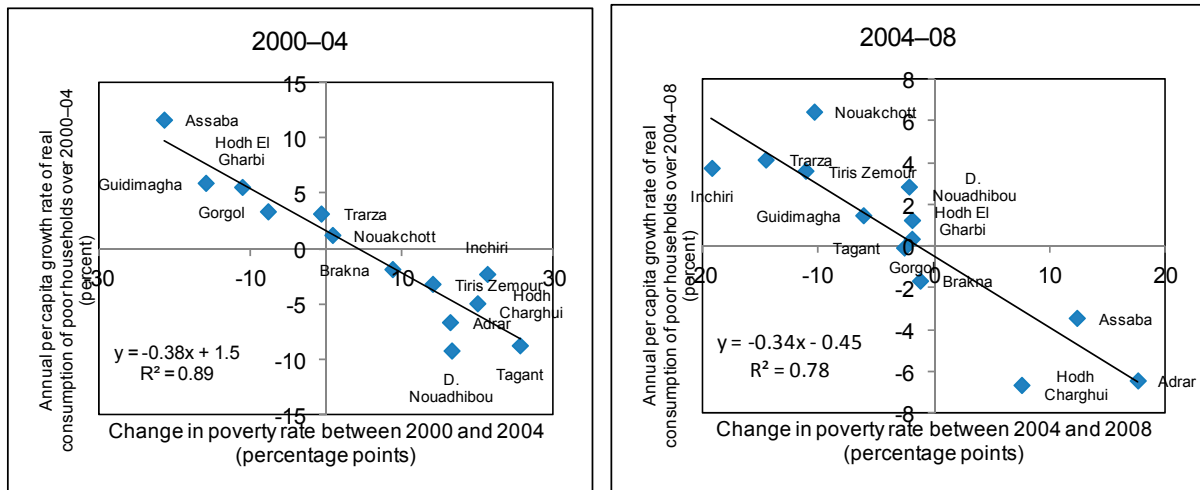 2000–04
Annual per capita growth rate of real
consumption of poor households over 2000–04
(percent)
15
10
5
0
-5
-10
-15
-30
-10
10
30
Assaba
Hodh El
Gharbi
Guidimagha
Gorgol
Trarza
Nouakchott
Inchiri
Brakna
Tiris Zemour
Hodh
Charghui
Adrar
D.
Nouadhibou
Tagant
y = -0.38x + 1.5
R² = 0.89
Change in poverty rate between 2000 and 2004
(percentage points)
2004–08
Annual per capita growth rate of real
consumption of poor households over 2004–08
(percent)
8
6
4
2
0
-2
-4
-6
-8
-20
-10
0
10
20
Nouakchott
Trarza
Tiris Zemour
Inchiri
D.
Nouadhibou
Guidimagha
Hodh El
Gharbi
Tagant
Gorgol
Brakna
Assaba
Hodh
Charghui
Adrar
y = -0.34x - 0.45
R² = 0.78
Change in poverty rate between 2004 and 2008
(percentage points)